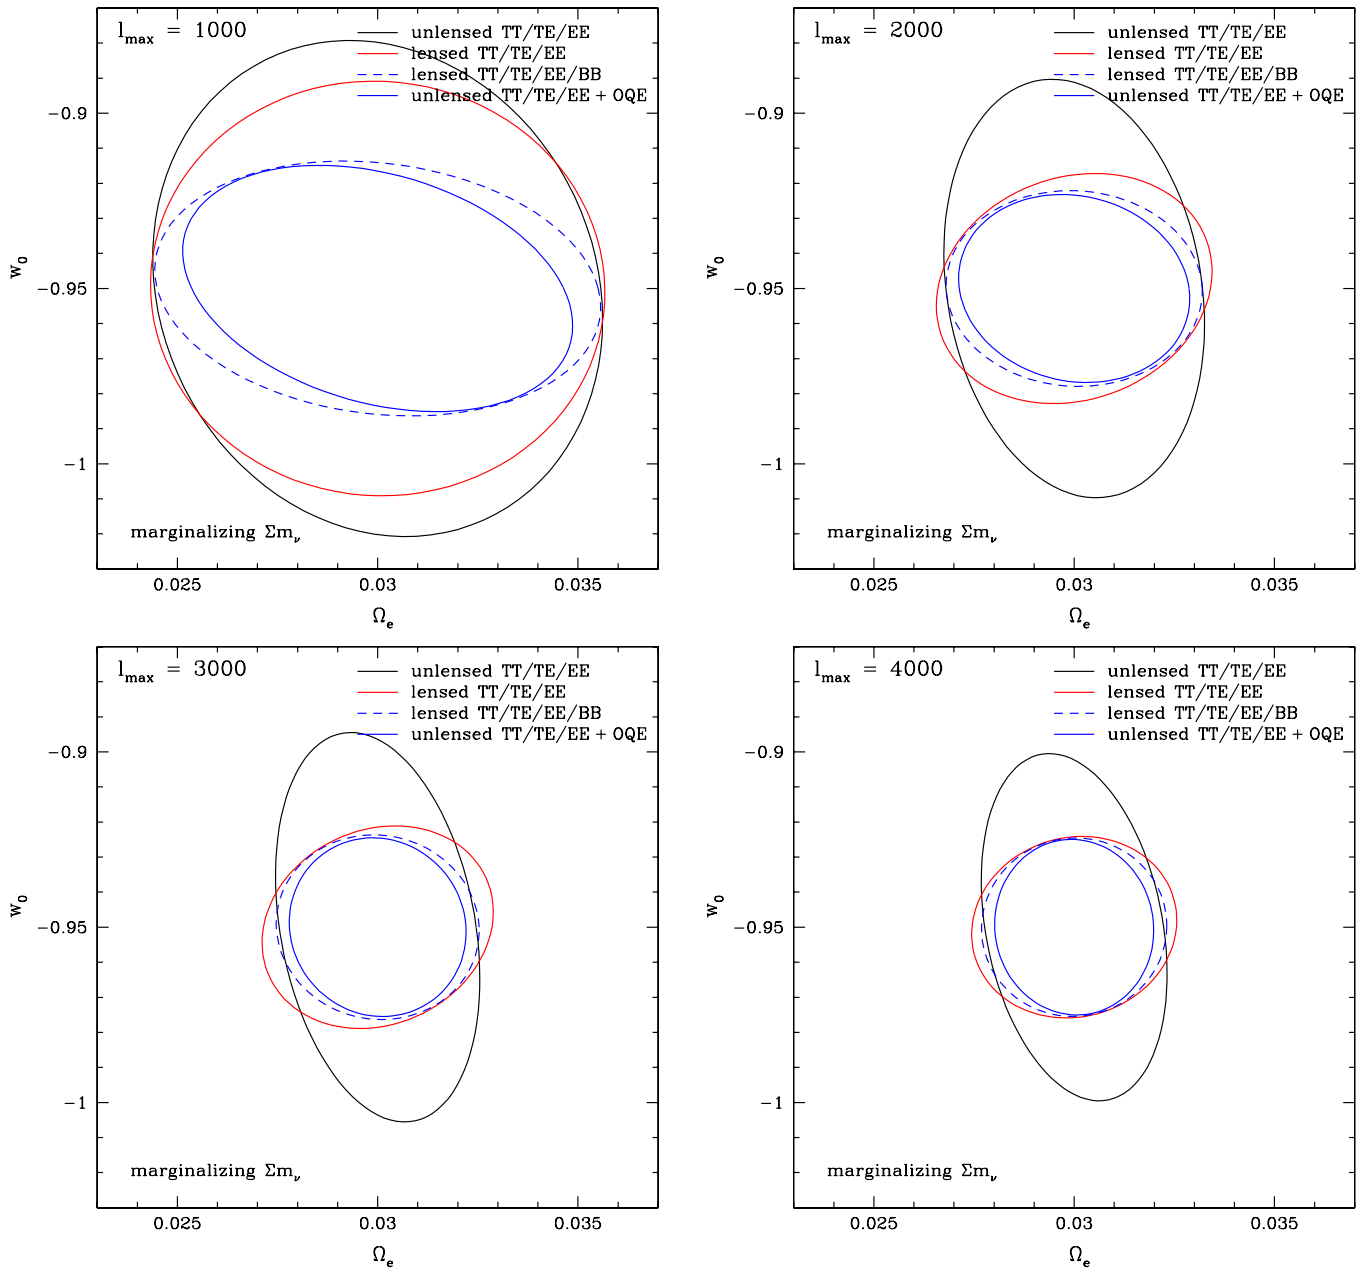 l_max = 1000
unlensed TT/TE/EE
lensed TT/TE/EE
lensed TT/TE/EE/BB
unlensed TT/TE/EE + OQE
-0.9
-0.95
-1
w_0
marginalizing Σm_ν
0.025 0.03 0.035
Ω_e
l_max = 2000
unlensed TT/TE/EE
lensed TT/TE/EE
lensed TT/TE/EE/BB
unlensed TT/TE/EE + OQE
-0.9
-0.95
-1
w_0
marginalizing Σm_ν
0.025 0.03 0.035
Ω_e
l_max = 3000
unlensed TT/TE/EE
lensed TT/TE/EE
lensed TT/TE/EE/BB
unlensed TT/TE/EE + OQE
-0.9
-0.95
-1
w_0
marginalizing Σm_ν
0.025 0.03 0.035
Ω_e
l_max = 4000
unlensed TT/TE/EE
lensed TT/TE/EE
lensed TT/TE/EE/BB
unlensed TT/TE/EE + OQE
-0.9
-0.95
-1
w_0
marginalizing Σm_ν
0.025 0.03 0.035
Ω_e